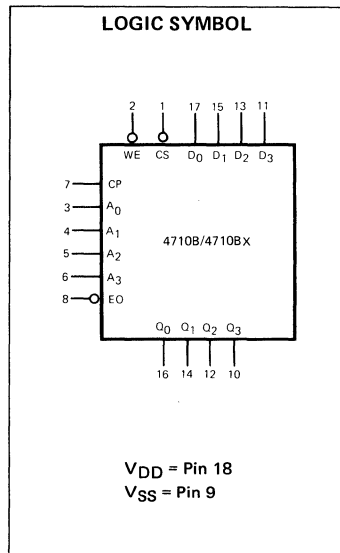 LOGIC SYMBOL
2 1 17 15 13 11
WE CS D0 D1 D2 D3
7 CP
3 A0
4 A1
4710B/4710BX
5 A2
6 A3
8 EO
Q0 Q1 Q2 Q3
16 14 12 10
VDD = Pin 18
VSS = Pin 9